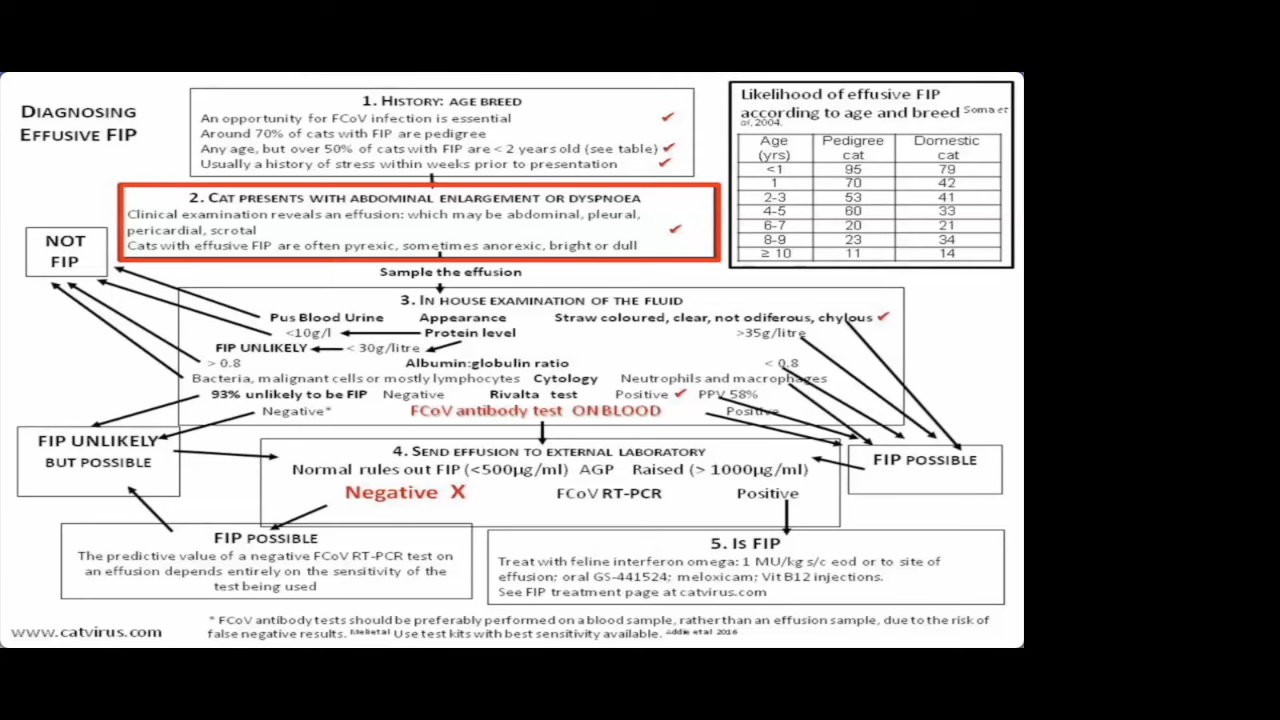 DIAGNOSING
EFFUSIVE FIP
1. HISTORY: AGE BREED
An opportunity for FCoV infection is essential ✓
Around 70% of cats with FIP are pedigree
Any age, but over 50% of cats with FIP are < 2 years old (see table) ✓
Usually a history of stress within weeks prior to presentation ✓
Likelihood of effusive FIP
according to age and breed Soma et
al, 2004.
Age (yrs) Pedigree cat Domestic cat
<1 95 79
1 70 42
2-3 53 41
4-5 60 33
6-7 20 21
8-9 23 34
≥ 10 11 14
2. CAT PRESENTS WITH ABDOMINAL ENLARGEMENT OR DYSPNOEA
Clinical examination reveals an effusion: which may be abdominal, pleural,
pericardial, scrotal ✓
Cats with effusive FIP are often pyrexic, sometimes anorexic, bright or dull
NOT
FIP
Sample the effusion
3. IN HOUSE EXAMINATION OF THE FLUID
Pus Blood Urine Appearance Straw coloured, clear, not odiferous, chylous ✓
<10g/l Protein level >35g/litre
FIP UNLIKELY < 30g/litre
> 0.8 Albumin:globulin ratio < 0.8
Bacteria, malignant cells or mostly lymphocytes Cytology Neutrophils and macrophages
93% unlikely to be FIP Negative Rivalta test Positive ✓ PPV 58%
Negative* FCoV antibody test ON BLOOD Positive
FIP UNLIKELY
BUT POSSIBLE
FIP POSSIBLE
4. SEND EFFUSION TO EXTERNAL LABORATORY
Normal rules out FIP (<500µg/ml) AGP Raised (> 1000µg/ml)
Negative X FCoV RT-PCR Positive
FIP POSSIBLE
The predictive value of a negative FCoV RT-PCR test on
an effusion depends entirely on the sensitivity of the
test being used
5. IS FIP
Treat with feline interferon omega: 1 MU/kg s/c eod or to site of
effusion; oral GS-441524; meloxicam; Vit B12 injections.
See FIP treatment page at catvirus.com
* FCoV antibody tests should be preferably performed on a blood sample, rather than an effusion sample, due to the risk of
false negative results. Meli et al Use test kits with best sensitivity available. Addie et al 2016
www.catvirus.com